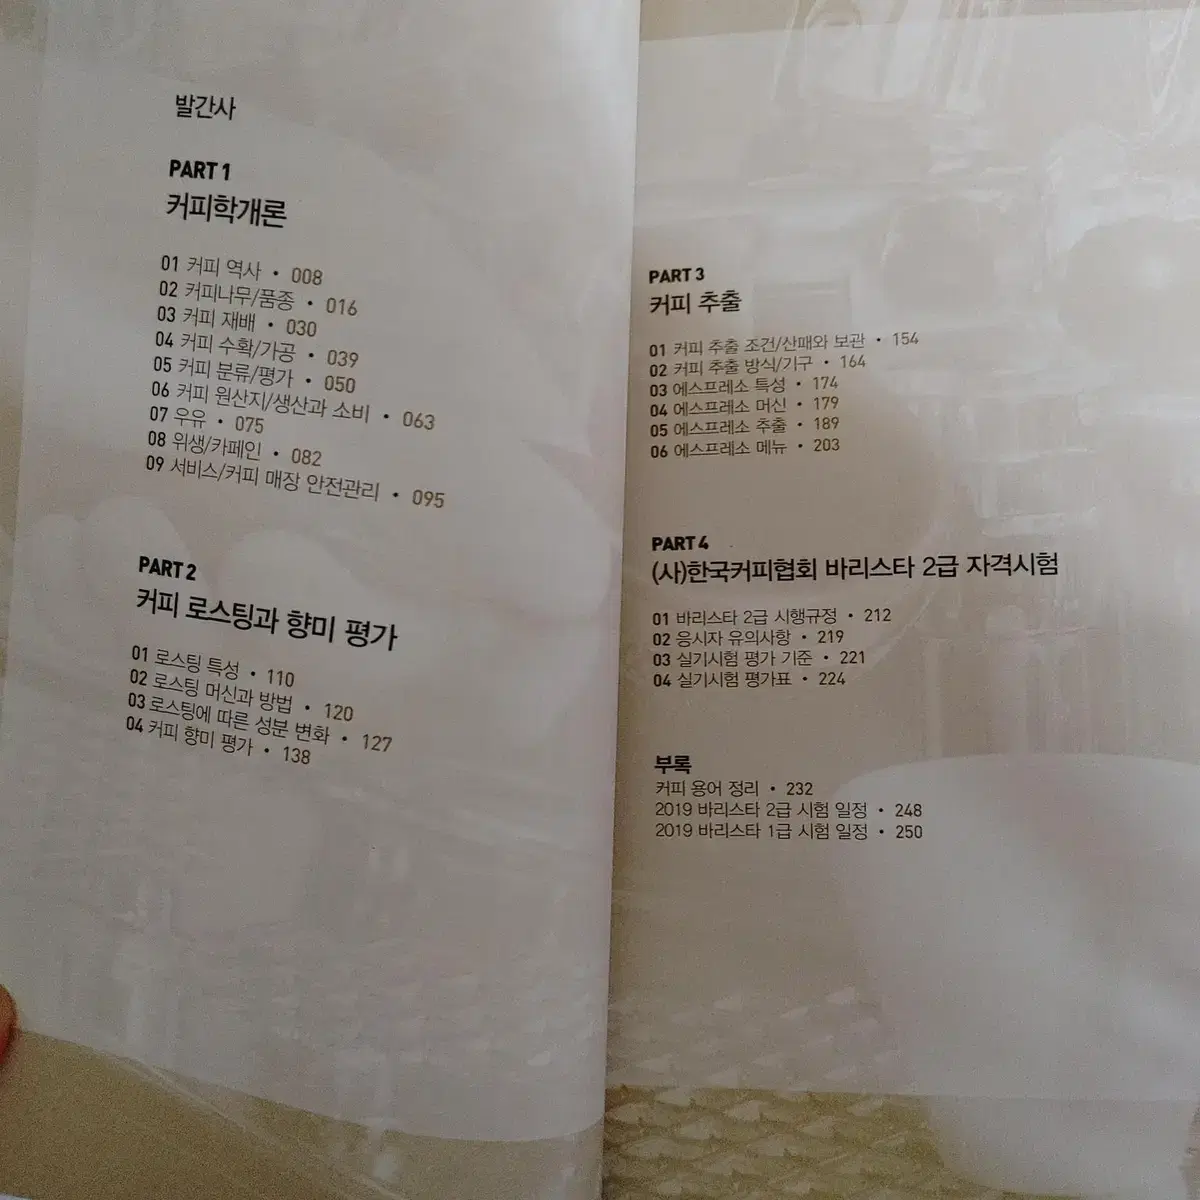 발간사
PART 1
커피학개론
01 커피 역사 • 008
02 커피나무/품종 • 016
03 커피 재배 • 030
04 커피 수확/가공 • 039
05 커피 분류/평가 • 050
06 커피 원산지/생산과 소비 • 063
07 우유 • 075
08 위생/카페인 • 082
09 서비스/커피 매장 안전관리 • 095
PART 2
커피 로스팅과 향미 평가
01 로스팅 특성 • 110
02 로스팅 머신과 방법 • 120
03 로스팅에 따른 성분 변화 • 127
04 커피 향미 평가 • 138
PART 3
커피 추출
01 커피 추출 조건/산패와 보관 • 154
02 커피 추출 방식/기구 • 164
03 에스프레소 특성 • 174
04 에스프레소 머신 • 179
05 에스프레소 추출 • 189
06 에스프레소 메뉴 • 203
PART 4
(사)한국커피협회 바리스타 2급 자격시험
01 바리스타 2급 시행규정 • 212
02 응시자 유의사항 • 219
03 실기시험 평가 기준 • 221
04 실기시험 평가표 • 224
부록
커피 용어 정리 • 232
2019 바리스타 2급 시험 일정 • 248
2019 바리스타 1급 시험 일정 • 250